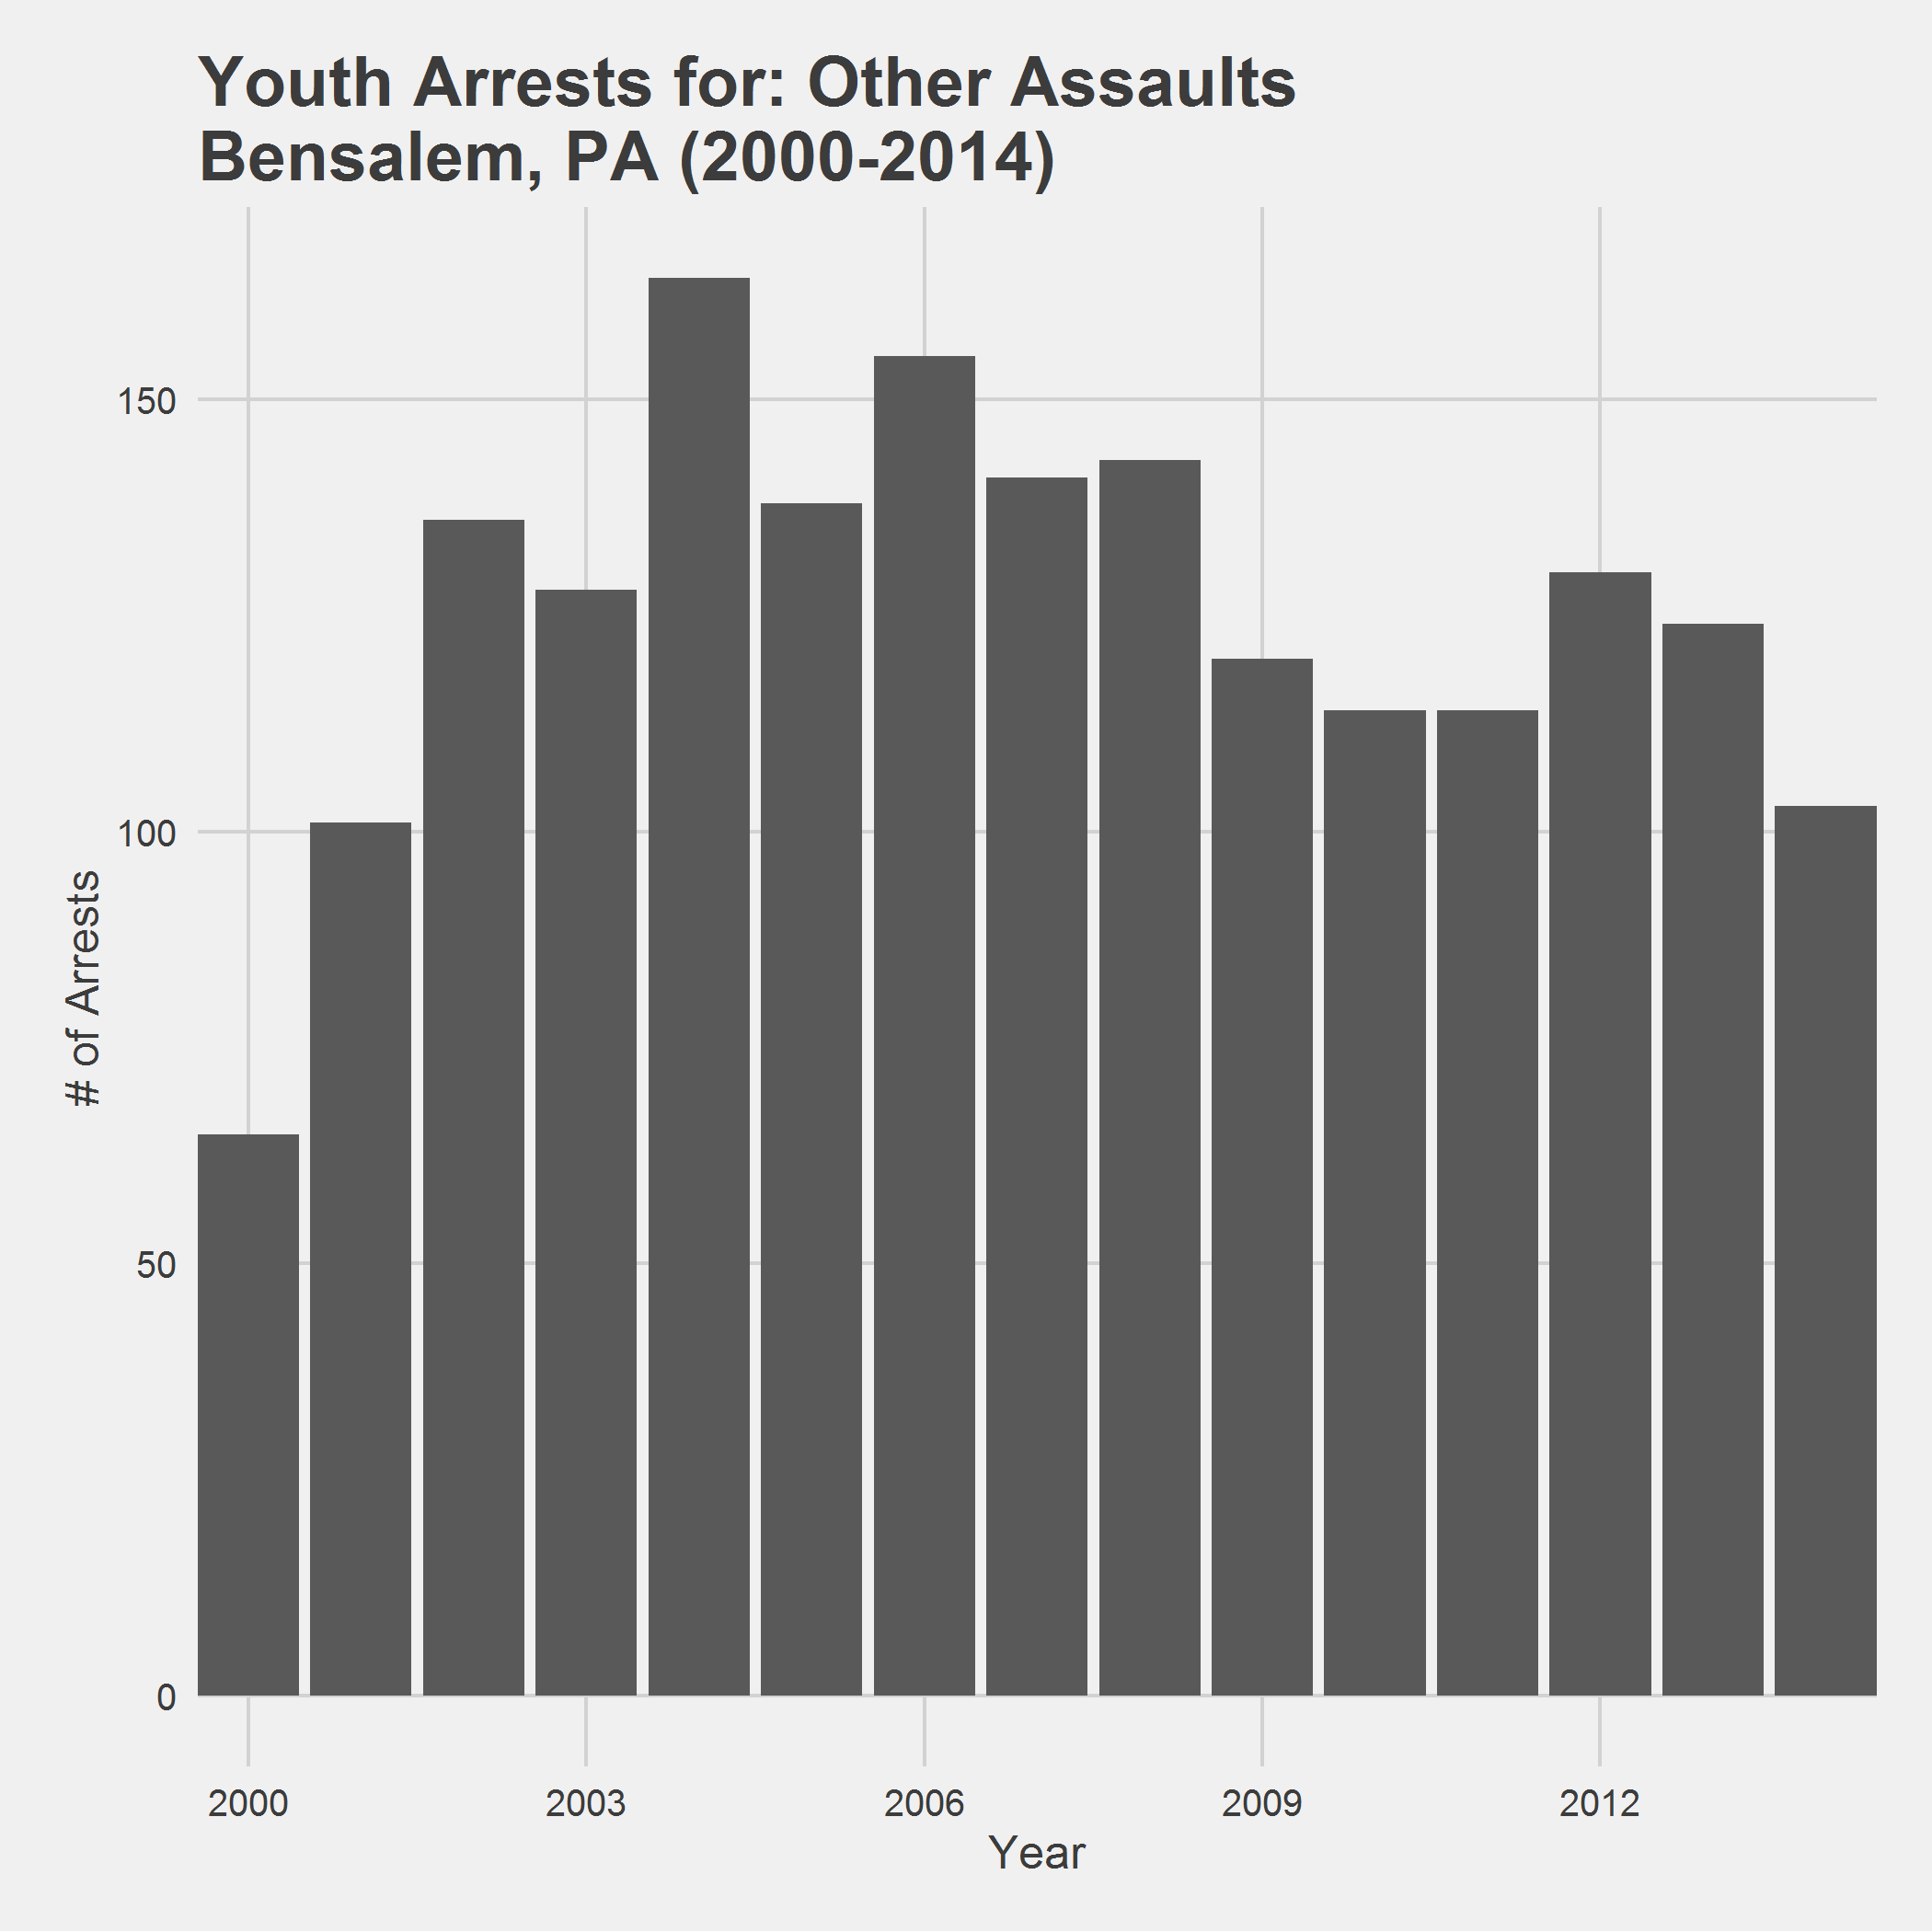 Youth Arrests for: Other Assaults
Bensalem, PA (2000-2014)
150
100
50
0
# of Arrests
2000 2003 2006 2009 2012
Year